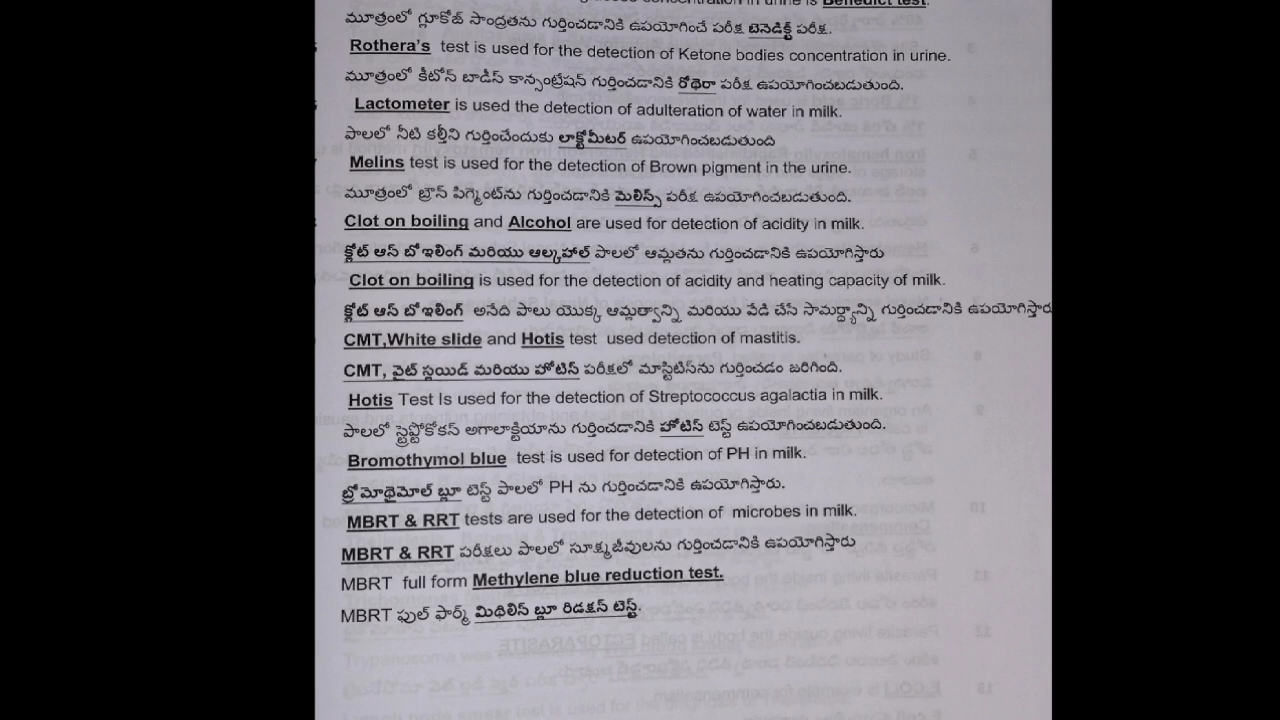 concentration in urine is Benedict test.
మూత్రంలో గ్లూకోజ్ సాంద్రతను గుర్తించడానికి ఉపయోగించే పరీక్ష బెనెడిక్ట్ పరీక్ష.
Rothera's test is used for the detection of Ketone bodies concentration in urine.
మూత్రంలో కీటోన్ బాడీస్ కాన్సంట్రేషన్ గుర్తించడానికి రోథెరా పరీక్ష ఉపయోగించబడుతుంది.
Lactometer is used the detection of adulteration of water in milk.
పాలలో నీటి కల్తీని గుర్తించేందుకు లాక్టోమీటర్ ఉపయోగించబడుతుంది
Melins test is used for the detection of Brown pigment in the urine.
మూత్రంలో బ్రౌన్ పిగ్మెంట్‌ను గుర్తించడానికి మెలిన్స్ పరీక్ష ఉపయోగించబడుతుంది.
Clot on boiling and Alcohol are used for detection of acidity in milk.
క్లోట్ ఆన్ బోఇలింగ్ మరియు ఆల్కహాల్ పాలలో ఆమ్లతను గుర్తించడానికి ఉపయోగిస్తారు
Clot on boiling is used for the detection of acidity and heating capacity of milk.
క్లోట్ ఆన్ బోఇలింగ్ అనేది పాలు యొక్క ఆమ్లత్వాన్ని మరియు వేడి చేసే సామర్థ్యాన్ని గుర్తించడానికి ఉపయోగిస్తారు
CMT,White slide and Hotis test used detection of mastitis.
CMT, వైట్ స్లయిడ్ మరియు హోటిస్ పరీక్షలో మాస్టిటిస్‌ను గుర్తించడం జరిగింది.
Hotis Test Is used for the detection of Streptococcus agalactia in milk.
పాలలో స్ట్రెప్టోకోకస్ అగాలాక్టియాను గుర్తించడానికి హోటిస్ టెస్ట్ ఉపయోగించబడుతుంది.
Bromothymol blue test is used for detection of PH in milk.
బ్రోమోథైమోల్ బ్లూ టెస్ట్ పాలలో PH ను గుర్తించడానికి ఉపయోగిస్తారు.
MBRT & RRT tests are used for the detection of microbes in milk.
MBRT & RRT పరీక్షలు పాలలో సూక్ష్మజీవులను గుర్తించడానికి ఉపయోగిస్తారు
MBRT full form Methylene blue reduction test.
MBRT ఫుల్ ఫార్మ్ మిథిలిన్ బ్లూ రిడక్షన్ టెస్ట్.